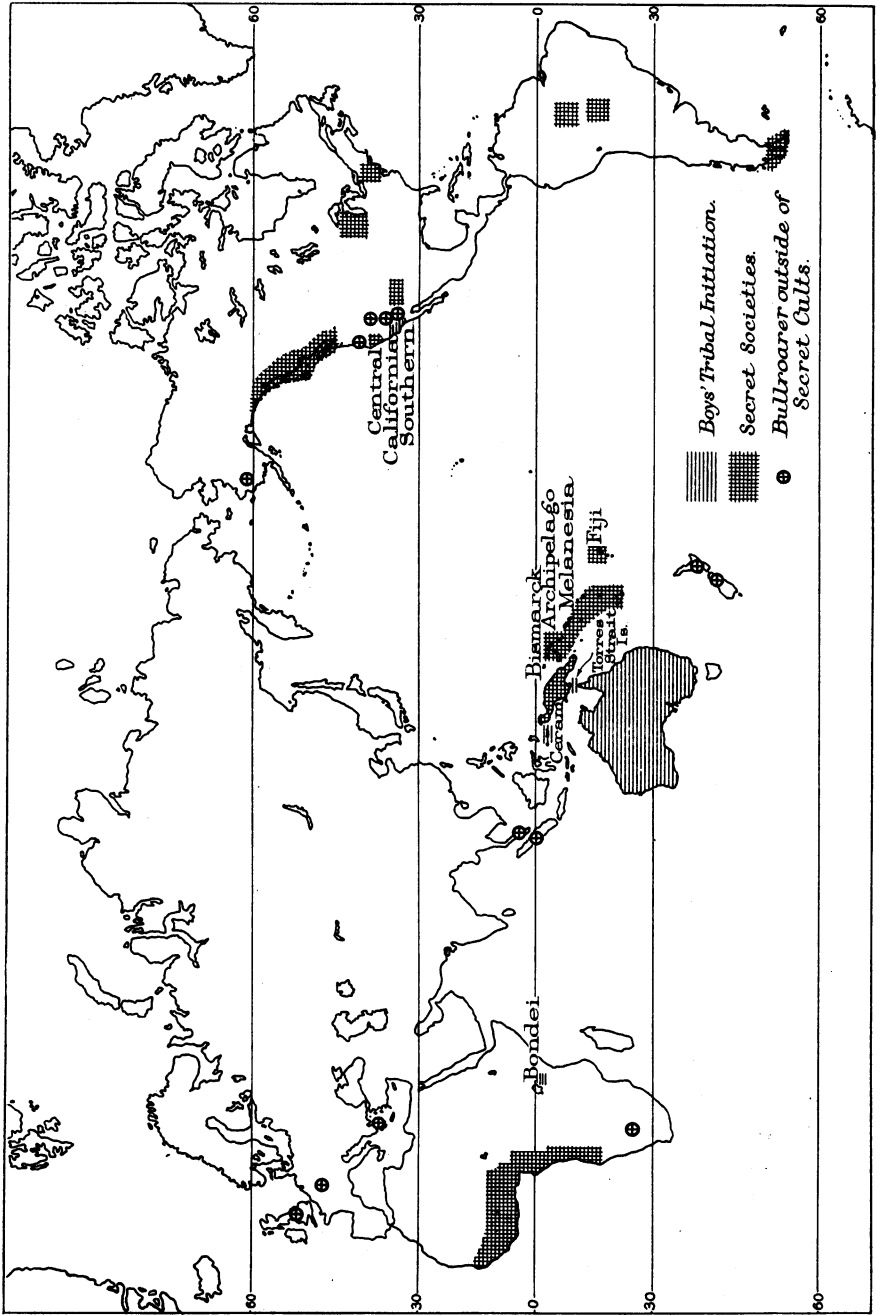 60
30
0
30
60
Central
California
Southern
Bismarck
Archipelago
Melanesia
Fiji
Torres
Strait
Is.
Ceram
Bondei
Boys' Tribal Initiation.
Secret Societies.
Bullroarer outside of
Secret Cults.
60
30
0
30
60